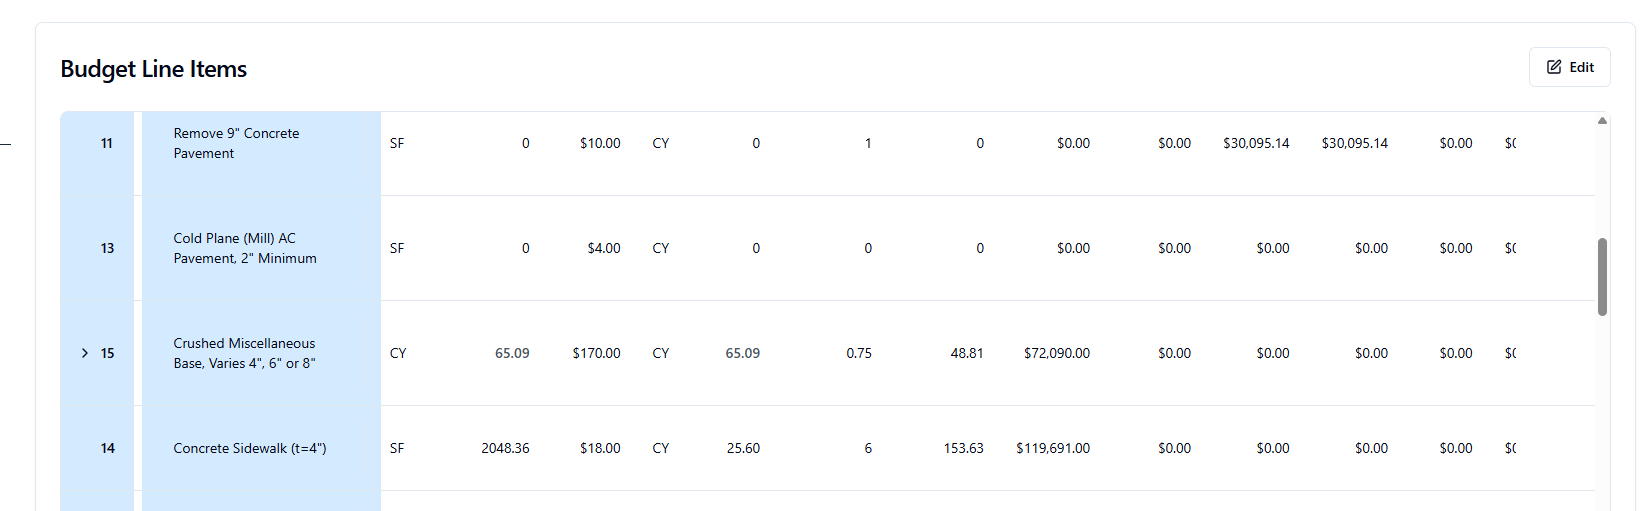 Budget Line Items
Edit
11 Remove 9" Concrete Pavement SF 0 $10.00 CY 0 1 0 $0.00 $0.00 $30,095.14 $30,095.14 $0.00
13 Cold Plane (Mill) AC Pavement, 2" Minimum SF 0 $4.00 CY 0 0 0 $0.00 $0.00 $0.00 $0.00 $0.00
15 Crushed Miscellaneous Base, Varies 4", 6" or 8" CY 65.09 $170.00 CY 65.09 0.75 48.81 $72,090.00 $0.00 $0.00 $0.00 $0.00
14 Concrete Sidewalk (t=4") SF 2048.36 $18.00 CY 25.60 6 153.63 $119,691.00 $0.00 $0.00 $0.00 $0.00